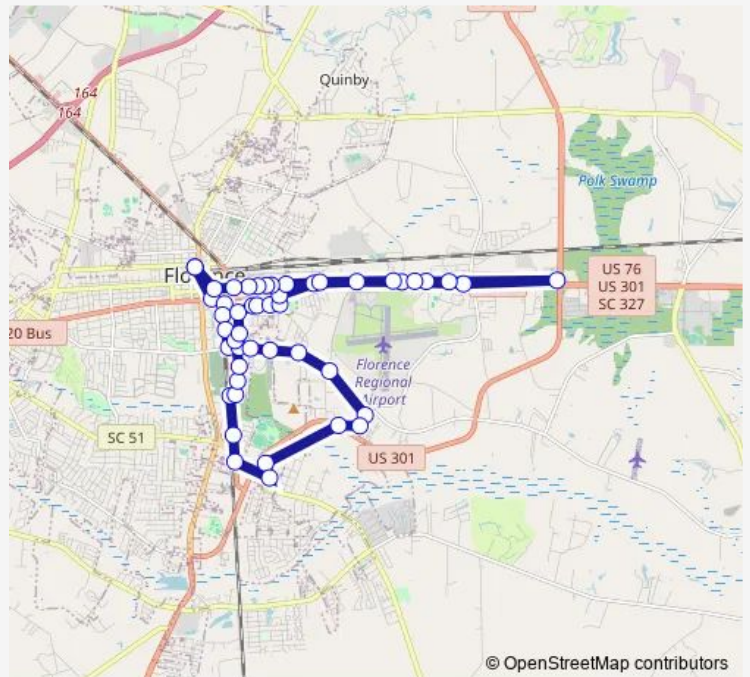 Quinby
164
164
Polk Swamp
Florence
US 76
US 301
SC 327
20 Bus
Florence
Regional
Airport
SC 51
US 301
© OpenStreetMap contributors